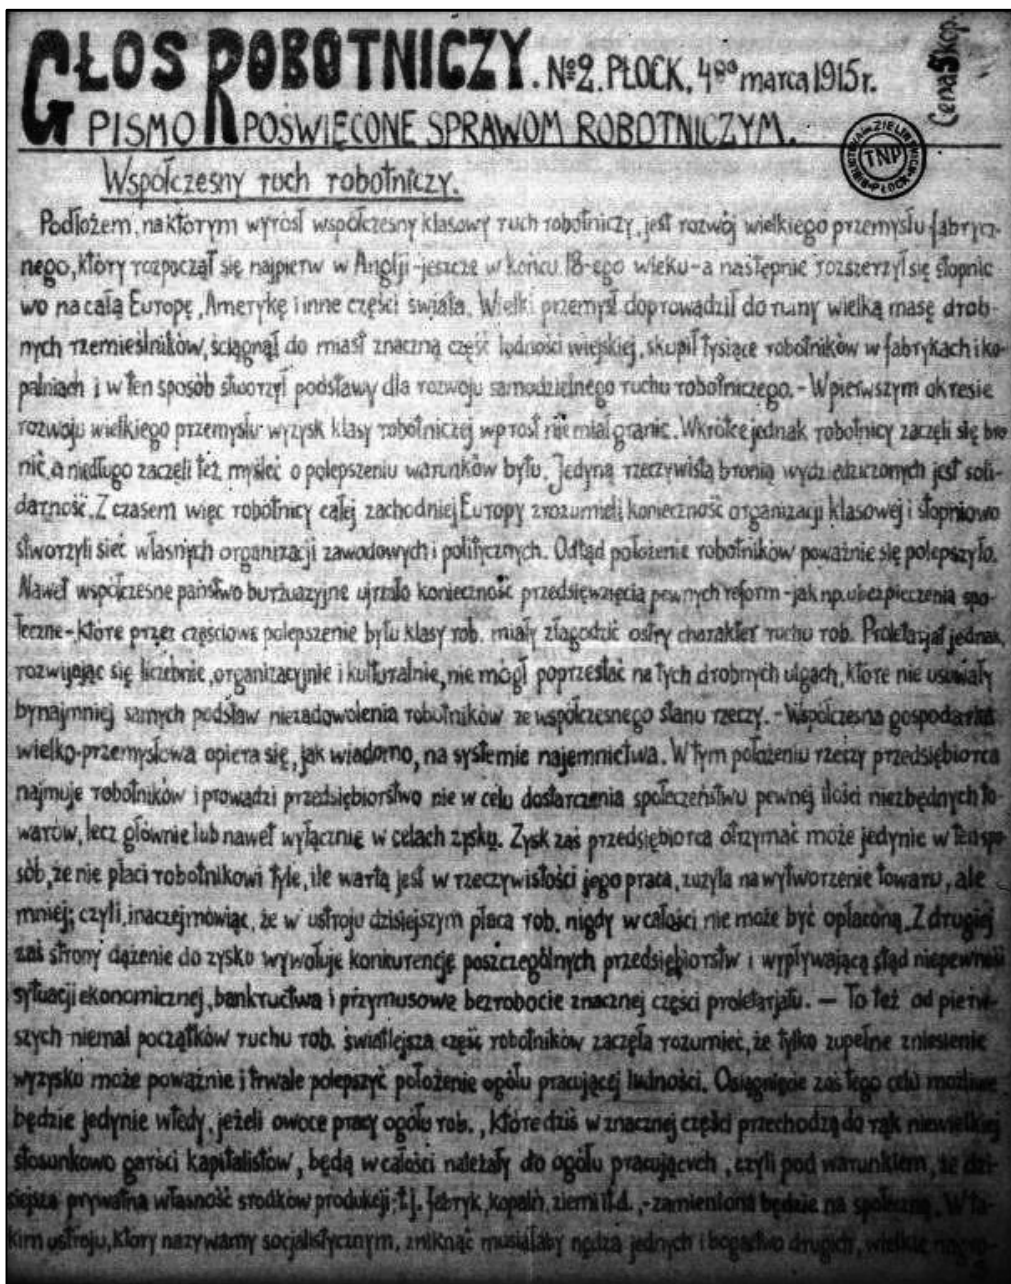 GŁOS ROBOTNICZY. No 2. PŁOCK, 4go marca 1915 r.
Cena 5 kop.
PISMO POŚWIĘCONE SPRAWOM ROBOTNICZYM.
Współczesny ruch robotniczy.
Podłożem, na którym wyrósł współczesny klasowy ruch robotniczy, jest rozwój wielkiego przemysłu fabrycz-
nego, który rozpoczął się najpierw w Anglji - jeszcze w końcu 18-ego wieku - a następnie rozszerzył się stopnio
wo na całą Europę, Amerykę i inne części świata. Wielki przemysł doprowadził do ruiny wielką masę drob-
nych rzemieślników, ściągnął do miast znaczną część ludności wiejskiej, skupił tysiące robotników w fabrykach i ko-
palniach i w ten sposób stworzył podstawy dla rozwoju samodzielnego ruchu robotniczego. - W pierwszym okresie
rozwoju wielkiego przemysłu wyzysk klasy robotniczej wprost nie miał granic. Wkrótce jednak robotnicy zaczęli się bro
nić, a niedługo zaczęli też myśleć o polepszeniu warunków bytu. Jedyną rzeczywistą bronią wydziedziczonych jest soli-
darność. Z czasem więc robotnicy całej zachodniej Europy zrozumieli konieczność organizacji klasowej i stopniowo
stworzyli sieć własnych organizacji zawodowych i politycznych. Odtąd położenie robotników poważnie się polepszyło.
Nawet współczesne państwo burżuazyjne ujrzało konieczność przedsięwzięcia pewnych reform - jak np. ubezpieczenia spo-
łeczne - które przez częściowe polepszenie bytu klasy rob. miały złagodzić ostry charakter ruchu rob. Proletarjat jednak,
rozwijając się liczebnie, organizacyjnie i kulturalnie, nie mógł poprzestać na tych drobnych ulgach, które nie usuwały
bynajmniej samych podstaw niezadowolenia robotników ze współczesnego stanu rzeczy. - Współczesna gospodarka
wielko-przemysłowa opiera się, jak wiadomo, na systemie najemnictwa. W tym położeniu rzeczy przedsiębiorca
najmuje robotników i prowadzi przedsiębiorstwo nie w celu dostarczenia społeczeństwu pewnej ilości niezbędnych to-
warów, lecz głównie lub nawet wyłącznie w celach zysku. Zysk zaś przedsiębiorca otrzymać może jedynie w ten spo
sób, że nie płaci robotnikowi tyle, ile warta jest w rzeczywistości jego praca, zużyta na wytworzenie towaru, ale
mniej; czyli, inaczej mówiąc, że w ustroju dzisiejszym płaca rob. nigdy w całości nie może być opłacona. Z drugiej
zaś strony dążenie do zysku wywołuje konkurencję poszczególnych przedsiębiorstw i wypływającą stąd niepewność
sytuacji ekonomicznej, bankructwa i przymusowe bezrobocie znacznej części proletarjatu. — To też od pierw-
szych niemal początków ruchu rob. światlejsza część robotników zaczęła rozumieć, że tylko zupełne zniesienie
wyzysku może poważnie i trwale polepszyć położenie ogółu pracującej ludności. Osiągnięcie zaś tego celu możliwe
będzie jedynie wtedy, jeżeli owoce pracy ogółu rob., które dziś w znacznej części przechodzą do rąk niewielkiej
stosunkowo garści kapitalistów, będą w całości należały do ogółu pracujących, czyli pod warunkiem, że dzi-
siejsza prywatna własność środków produkcji, t.j. fabryk, kopalń, ziemi i t.d., - zamieniona będzie na społeczną. W ta-
kim ustroju, który nazywamy socjalistycznym, zniknąć musiałaby nędza jednych i bogactwo drugich, wielkie
TNP